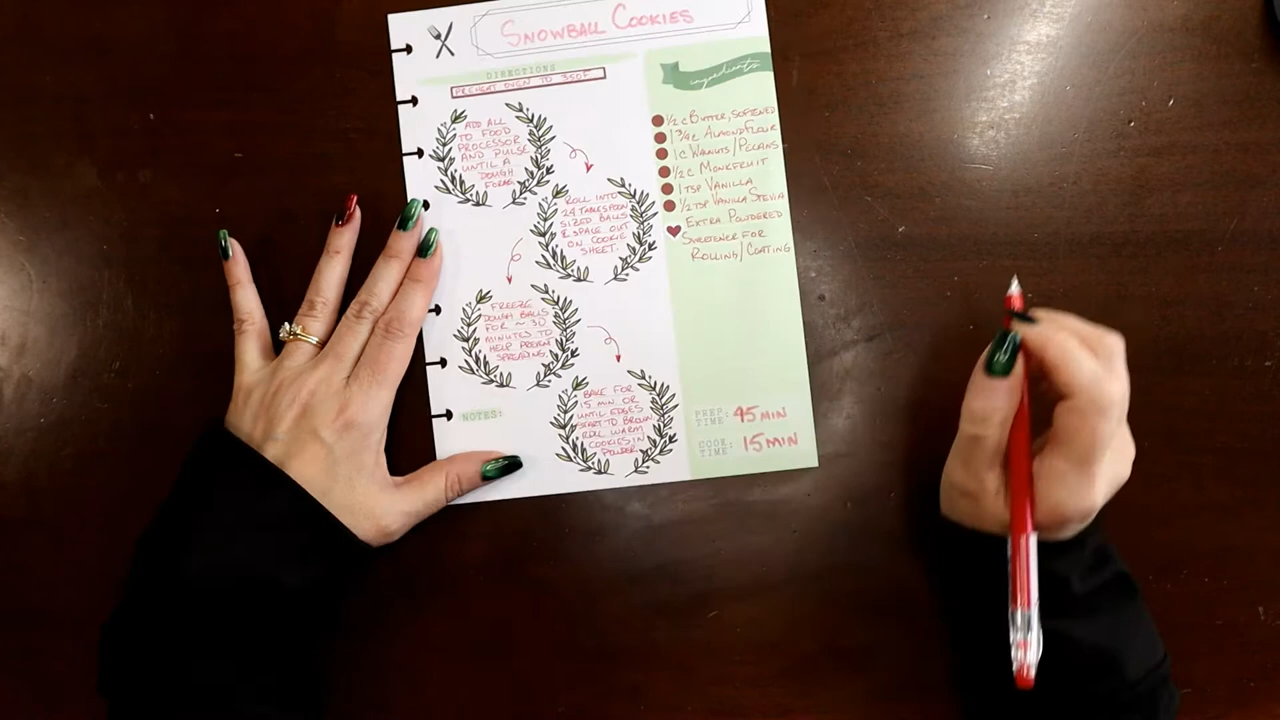 SNOWBALL COOKIES
DIRECTIONS
PREHEAT OVEN TO 350F
ADD ALL
TO FOOD
PROCESSOR
AND PULSE
UNTIL A
DOUGH
FORMS
ROLL INTO
24 TABLESPOON
SIZED BALLS
& SPACE OUT
ON COOKIE
SHEET.
FREEZE
DOUGH BALLS
FOR ~30
MINUTES TO
HELP PREVENT
SPREADING.
BAKE FOR
15 MIN. OR
UNTIL EDGES
START TO BROWN.
ROLL WARM
COOKIES IN
POWDER.
NOTES:
ingredients
1/2 C BUTTER, SOFTENED
1 3/4 C ALMOND FLOUR
1 C WALNUTS/PECANS
1/2 C MONKFRUIT
1 TSP VANILLA
1/2 TSP VANILLA STEVIA
EXTRA POWDERED
SWEETENER FOR
ROLLING/COATING
PREP TIME: 45 MIN
COOK TIME: 15 MIN